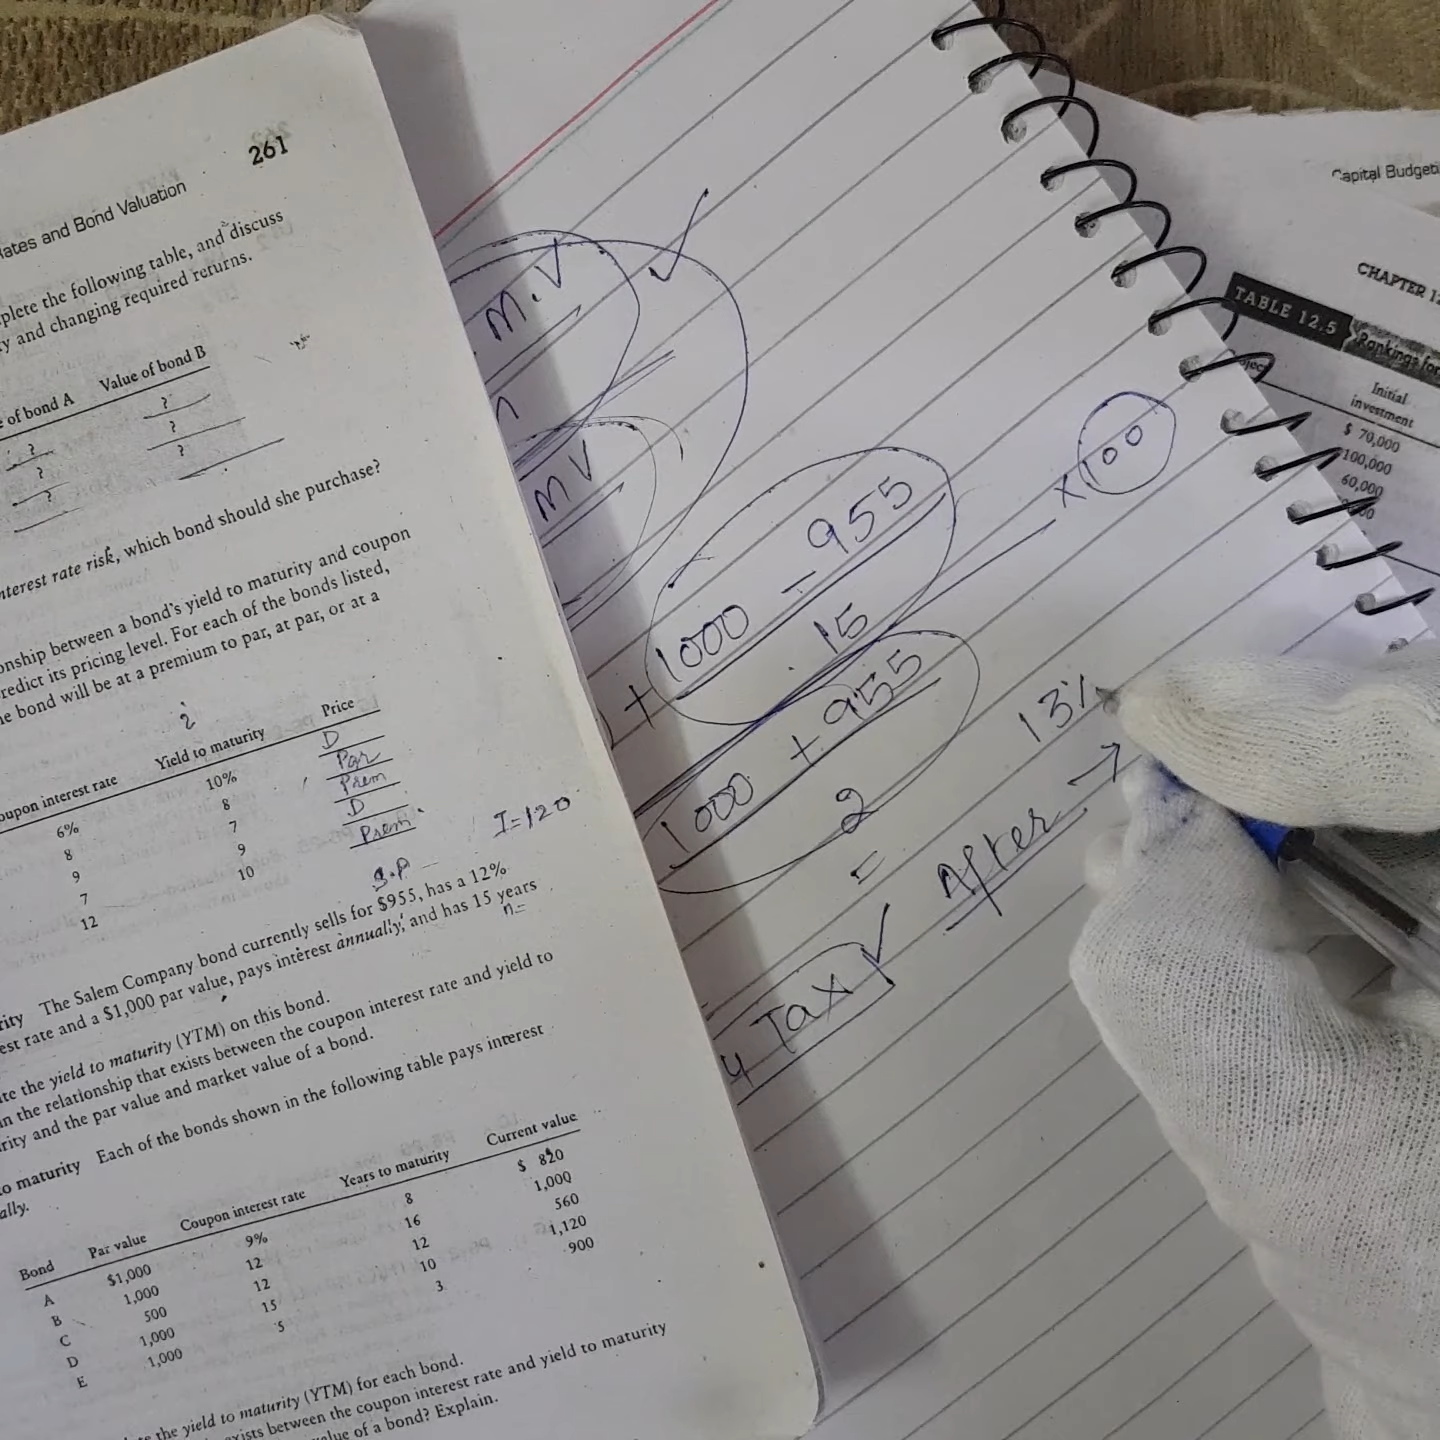 261
Rates and Bond Valuation
plete the following table, and discuss
y and changing required returns.
of bond A Value of bond B
? ?
? ?
? ?
nterest rate risk, which bond should she purchase?
onship between a bond's yield to maturity and coupon
redict its pricing level. For each of the bonds listed,
he bond will be at a premium to par, at par, or at a
oupon interest rate Yield to maturity Price
6% 10% D
8 8 Par
9 7 Prem
7 9 D
12 10 Prem
S.P I=120
rity The Salem Company bond currently sells for $955, has a 12%
est rate and a $1,000 par value, pays interest annually, and has 15 years
n=
te the yield to maturity (YTM) on this bond.
in the relationship that exists between the coupon interest rate and yield to
rity and the par value and market value of a bond.
to maturity Each of the bonds shown in the following table pays interest
ally.
Bond Par value Coupon interest rate Years to maturity Current value
A $1,000 9% 8 $ 820
B 1,000 12 16 1,000
C 500 12 12 560
D 1,000 15 10 1,120
E 1,000 5 3 900
the yield to maturity (YTM) for each bond.
exists between the coupon interest rate and yield to maturity
value of a bond? Explain.
M.V
n
MV
+ 1000 - 955
15
× 100
1000 + 955
2
= 13%
After →
Tax
Capital Budgeti
CHAPTER 12
TABLE 12.5 Rankings for
Initial
investment
$ 70,000
100,000
60,000